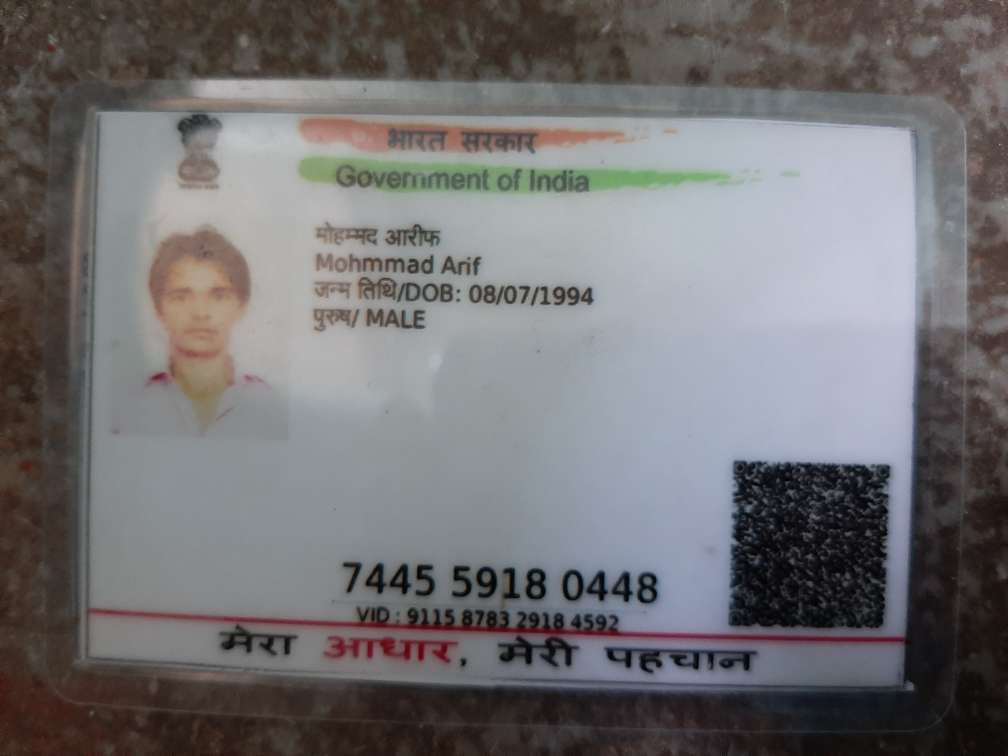 भारत सरकार
Government of India
मोहम्मद आरीफ
Mohmmad Arif
जन्म तिथि/DOB: 08/07/1994
पुरुष/ MALE
7445 5918 0448
VID : 9115 8783 2918 4592
मेरा आधार, मेरी पहचान